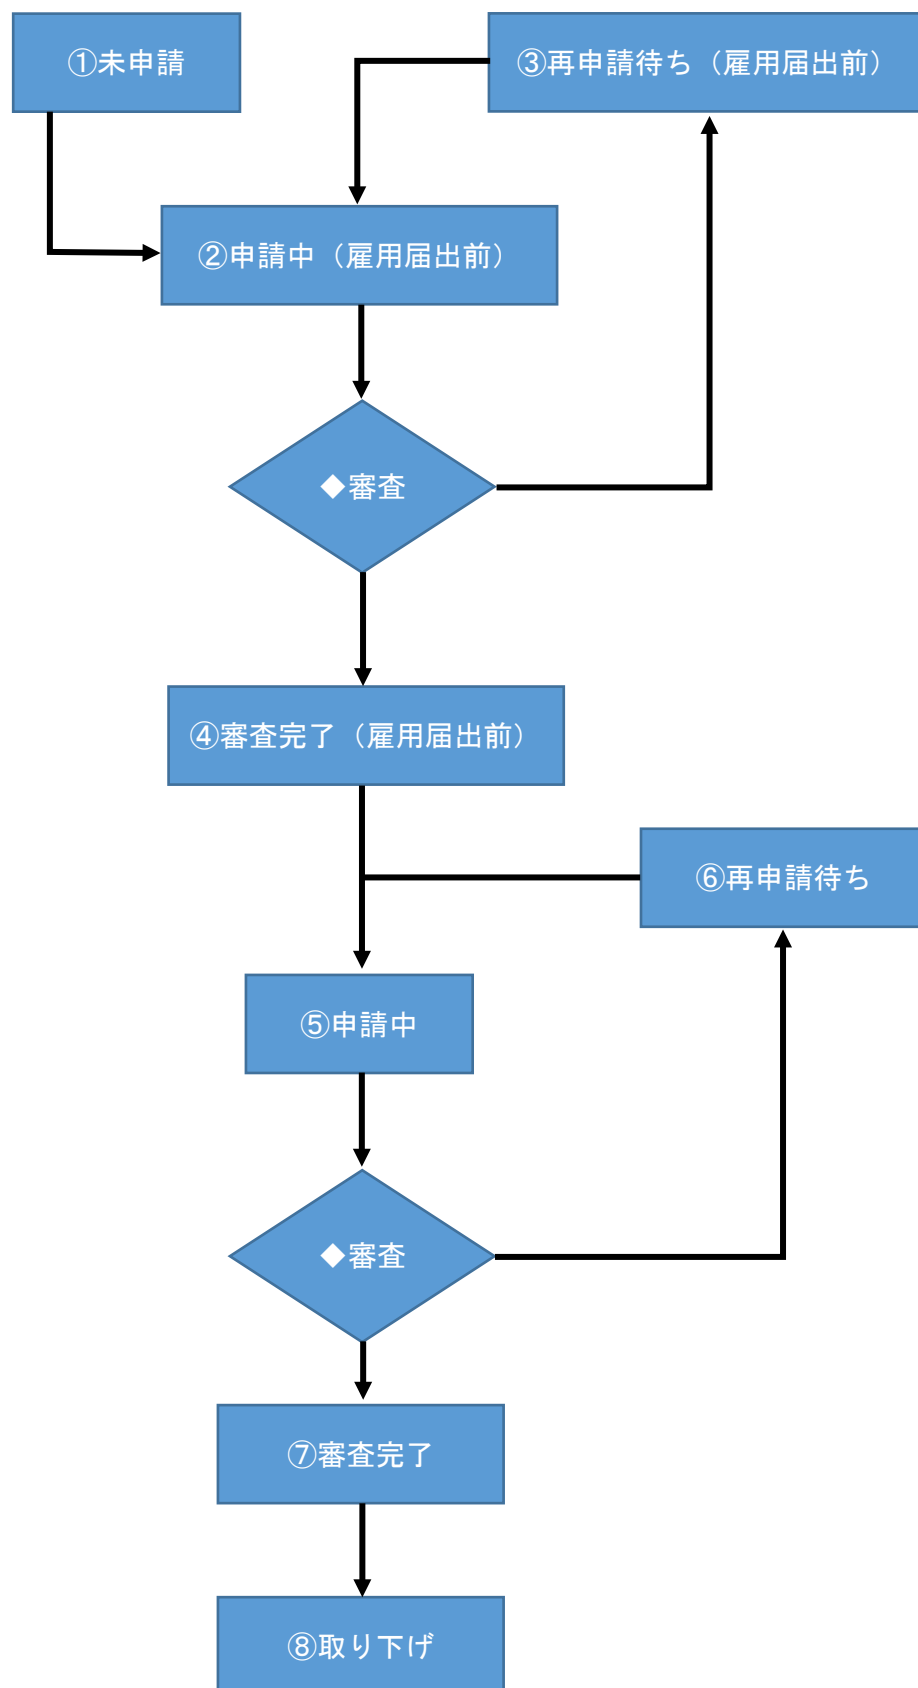 ①未申請
③再申請待ち（雇用届出前）
②申請中（雇用届出前）
◆審査
④審査完了（雇用届出前）
⑥再申請待ち
⑤申請中
◆審査
⑦審査完了
⑧取り下げ